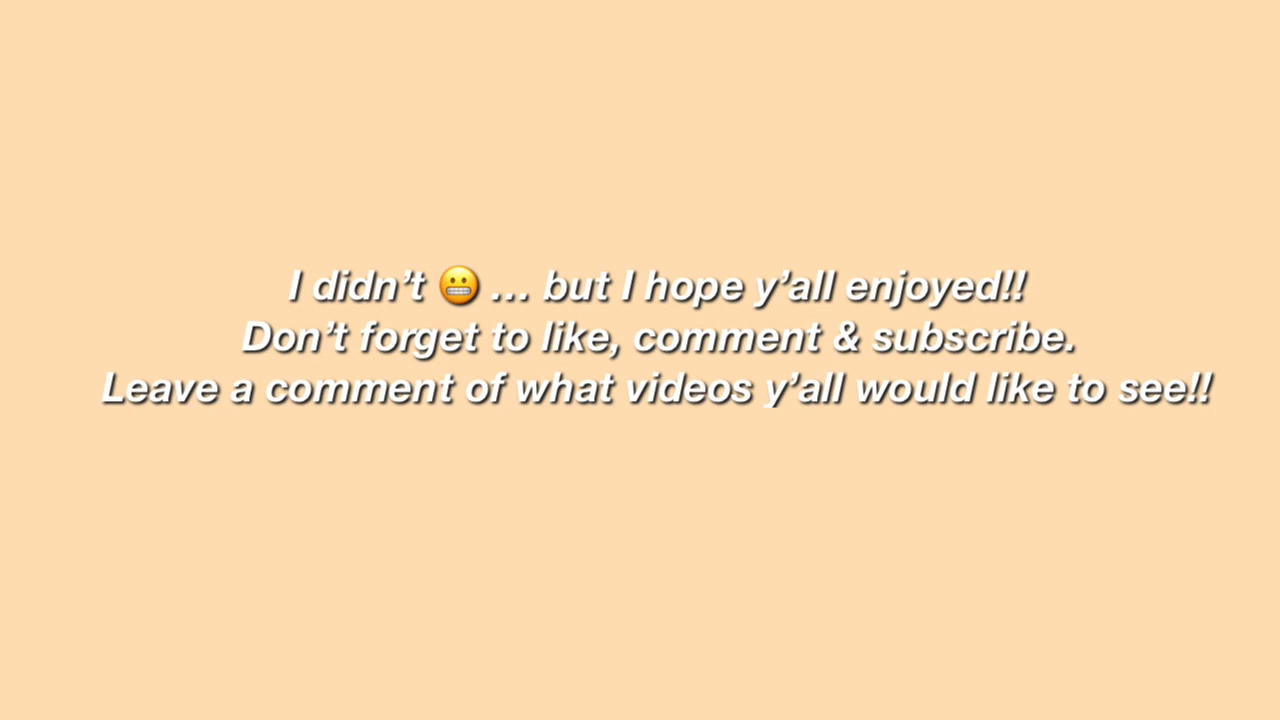 I didn’t 😬 ... but I hope y’all enjoyed!!
Don’t forget to like, comment & subscribe.
Leave a comment of what videos y’all would like to see!!